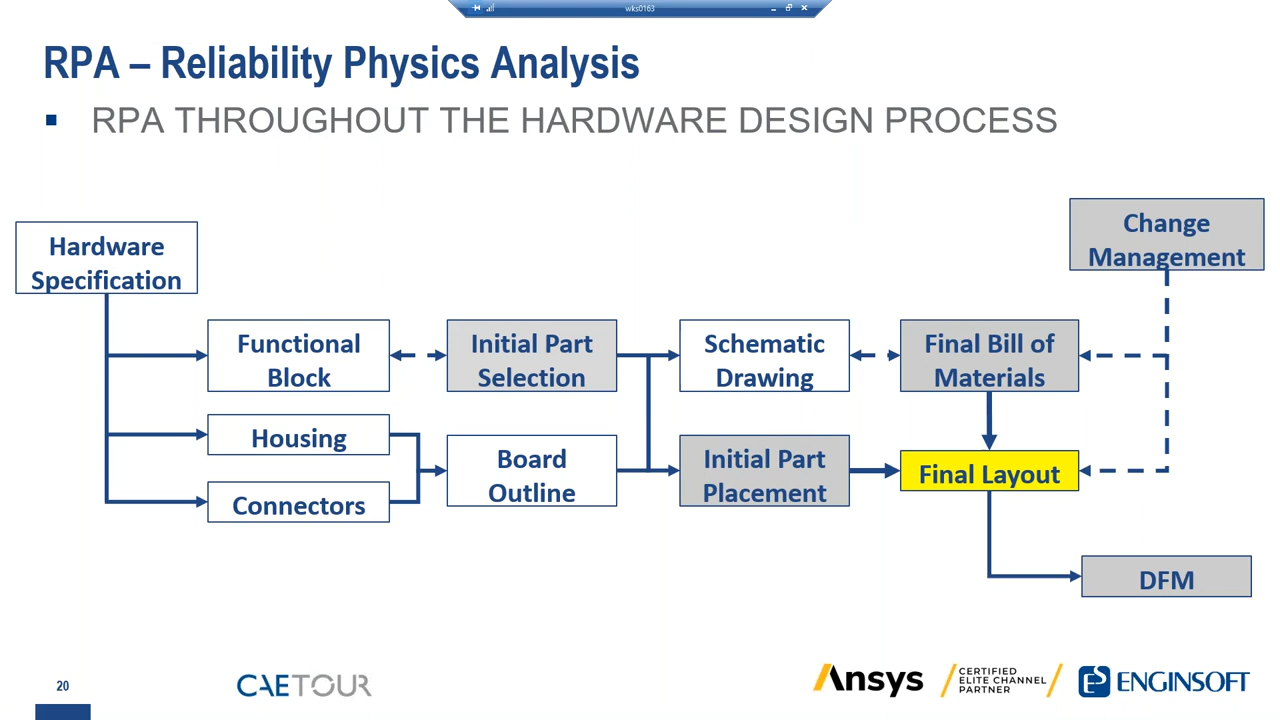 wks0163
RPA – Reliability Physics Analysis
▪ RPA THROUGHOUT THE HARDWARE DESIGN PROCESS
Hardware
Specification
Change
Management
Functional
Block
Initial Part
Selection
Schematic
Drawing
Final Bill of
Materials
Housing
Connectors
Board
Outline
Initial Part
Placement
Final Layout
DFM
20
CAETOUR
Ansys
CERTIFIED
ELITE CHANNEL
PARTNER
ENGINSOFT